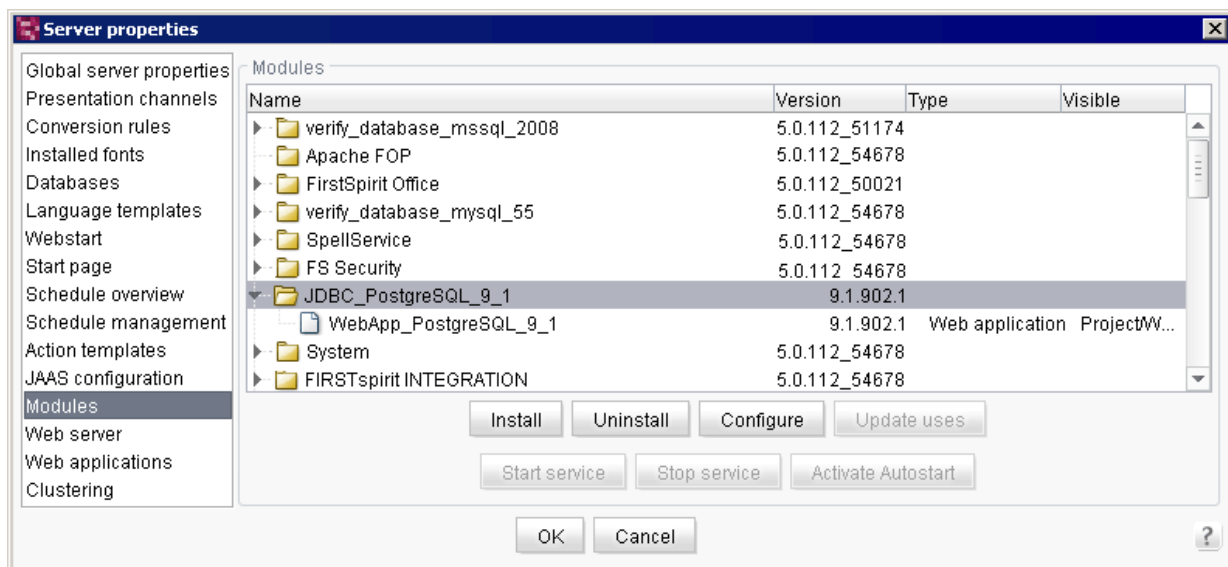 Server properties
Global server properties
Presentation channels
Conversion rules
Installed fonts
Databases
Language templates
Webstart
Start page
Schedule overview
Schedule management
Action templates
JAAS configuration
Modules
Web server
Web applications
Clustering
Modules
Name Version Type Visible
verify_database_mssql_2008 5.0.112_51174
Apache FOP 5.0.112_54678
FirstSpirit Office 5.0.112_50021
verify_database_mysql_55 5.0.112_54678
SpellService 5.0.112_54678
FS Security 5.0.112_54678
JDBC_PostgreSQL_9_1 9.1.902.1
WebApp_PostgreSQL_9_1 9.1.902.1 Web application Project/W...
System 5.0.112_54678
FIRSTspirit INTEGRATION 5.0.112_54678
Install Uninstall Configure Update uses
Start service Stop service Activate Autostart
OK Cancel ?